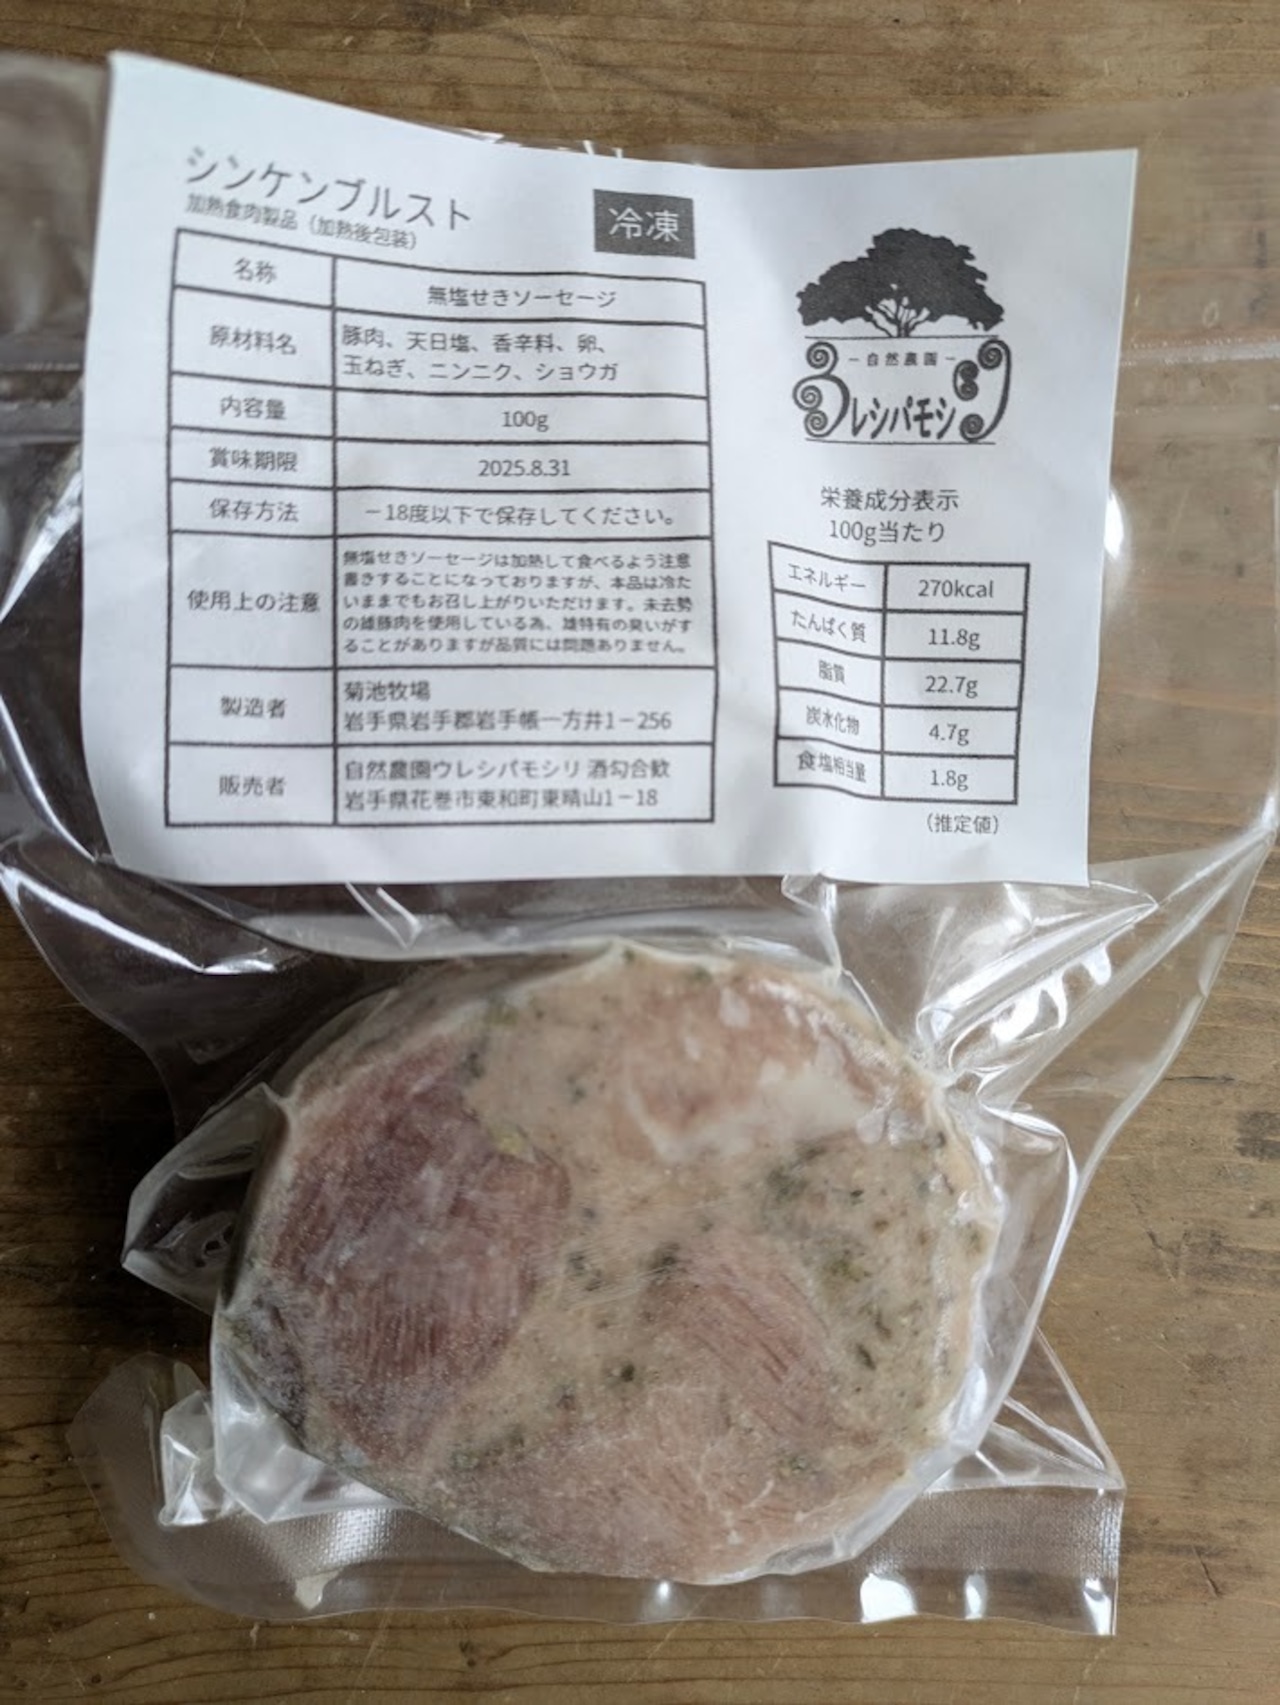 シンケンブルスト
加熱食肉製品（加熱後包装）
冷凍
名称 無塩せきソーセージ
原材料名 豚肉、天日塩、香辛料、卵、
玉ねぎ、ニンニク、ショウガ
内容量 100g
賞味期限 2025.8.31
保存方法 －18度以下で保存してください。
使用上の注意
無塩せきソーセージは加熱して食べるよう注意
書きすることになっておりますが、本品は冷た
いままでもお召し上がりいただけます。未去勢
の雄豚肉を使用している為、雄特有の臭いがす
ることがありますが品質には問題ありません。
製造者 菊池牧場
岩手県岩手郡岩手帳一方井1－256
販売者 自然農園ウレシパモシリ 酒勾合歓
岩手県花巻市東和町東晴山1－18
－自然農園－
ウレシパモシリ
栄養成分表示
100g当たり
エネルギー 270kcal
たんぱく質 11.8g
脂質 22.7g
炭水化物 4.7g
食塩相当量 1.8g
（推定値）